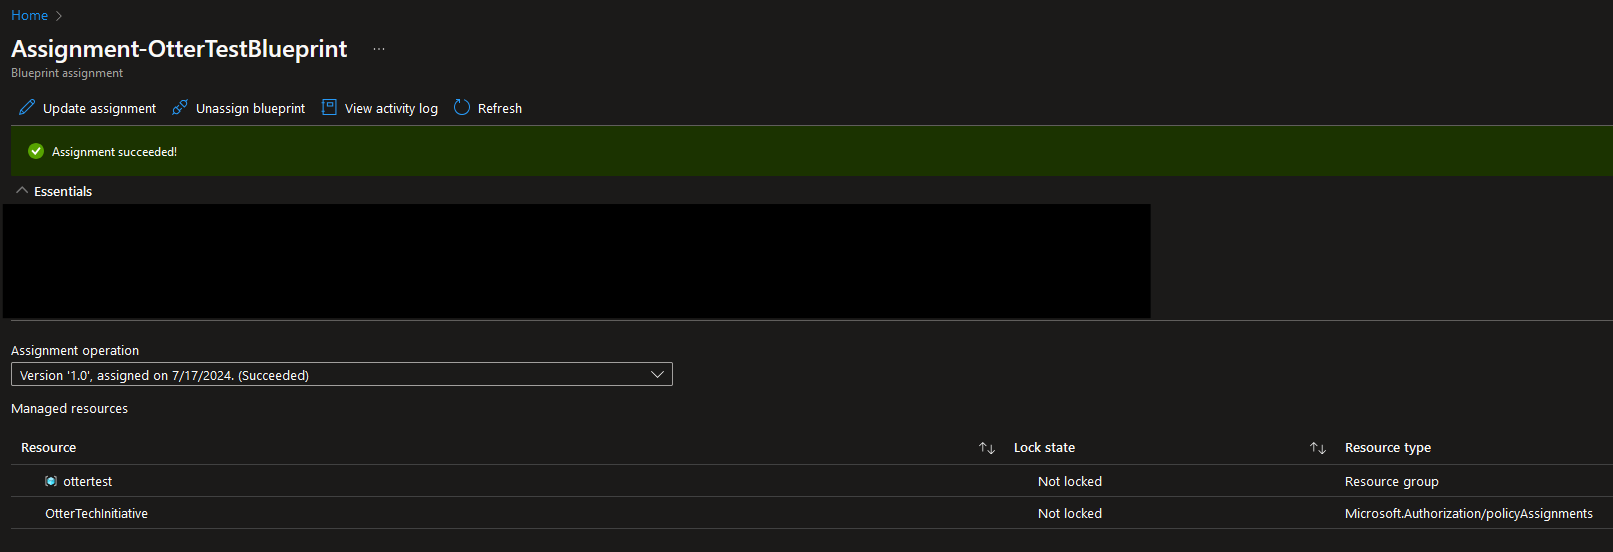 Home
Assignment-OtterTestBlueprint ...
Blueprint assignment
Update assignment Unassign blueprint View activity log Refresh
Assignment succeeded!
Essentials
Assignment operation
Version '1.0', assigned on 7/17/2024. (Succeeded)
Managed resources
Resource Lock state Resource type
ottertest Not locked Resource group
OtterTechInitiative Not locked Microsoft.Authorization/policyAssignments